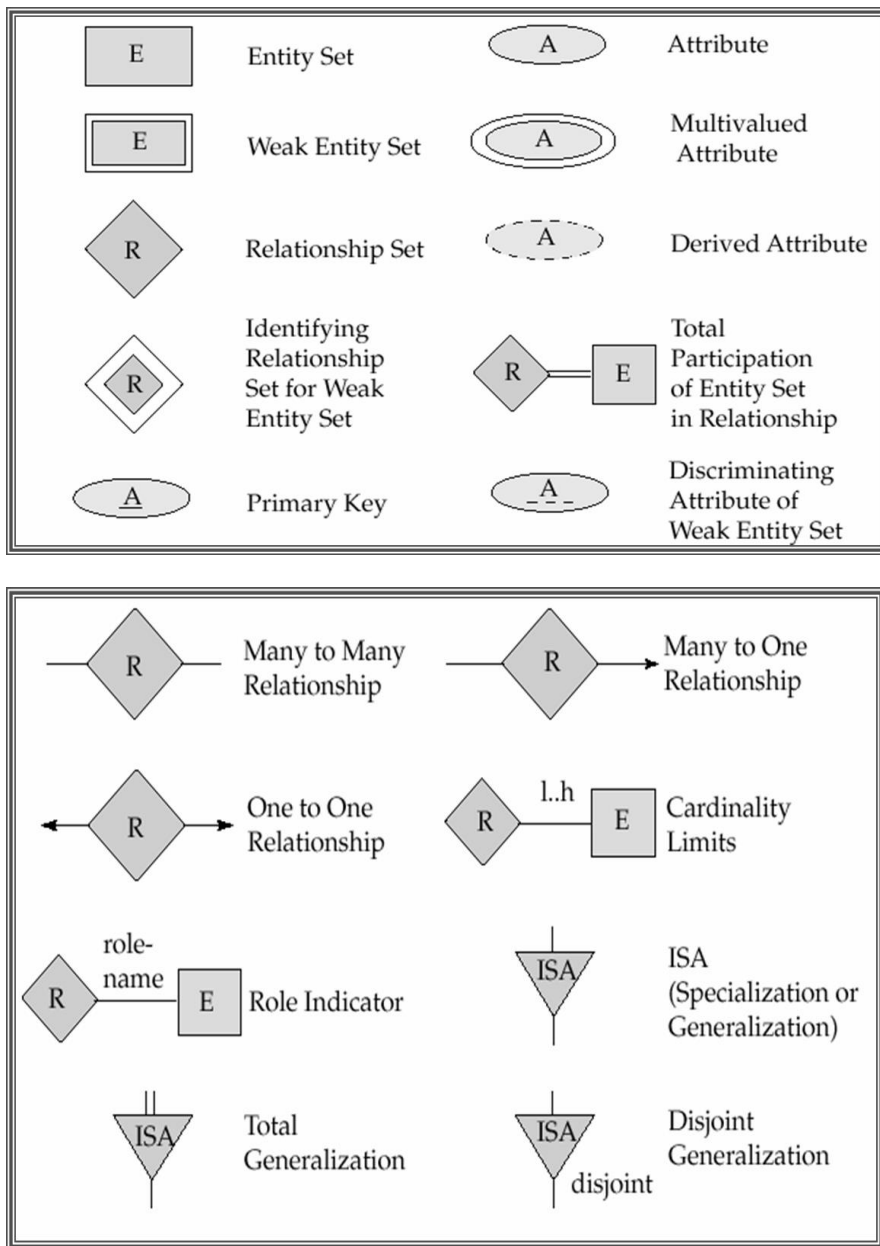 E
Entity Set
A
Attribute
E
Weak Entity Set
A
Multivalued
Attribute
R
Relationship Set
A
Derived Attribute
R
Identifying
Relationship
Set for Weak
Entity Set
R
E
Total
Participation
of Entity Set
in Relationship
A
Primary Key
A
Discriminating
Attribute of
Weak Entity Set
R
Many to Many
Relationship
R
Many to One
Relationship
R
One to One
Relationship
R
l..h
E
Cardinality
Limits
R
role-
name
E
Role Indicator
ISA
ISA
(Specialization or
Generalization)
ISA
Total
Generalization
ISA
disjoint
Disjoint
Generalization